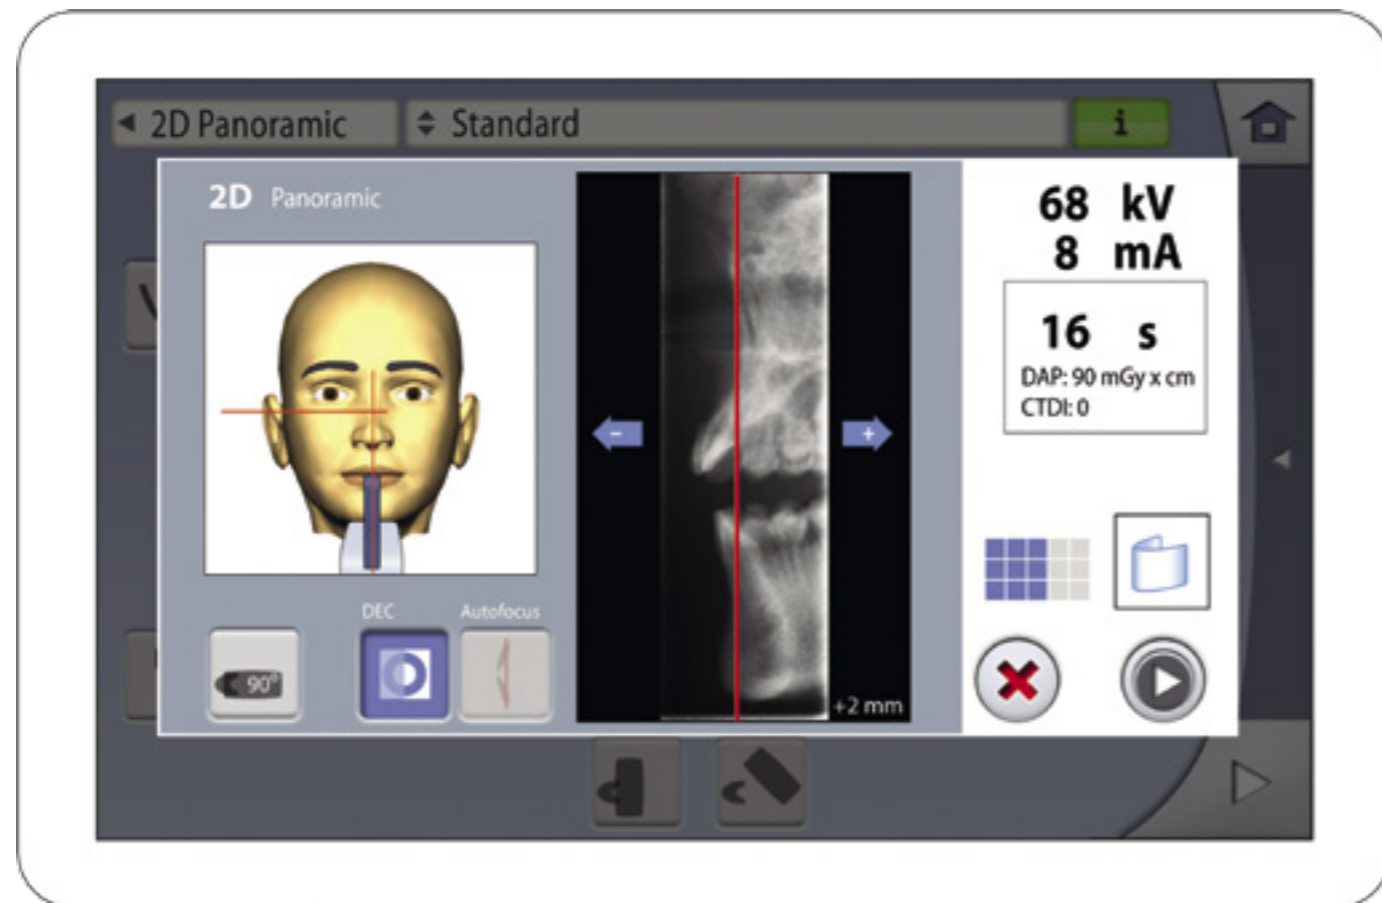 2D Panoramic
Standard
i
2D Panoramic
68 kV
8 mA
16 s
DAP: 90 mGy x cm
CTDI: 0
- +
+2 mm
DEC Autofocus
90°